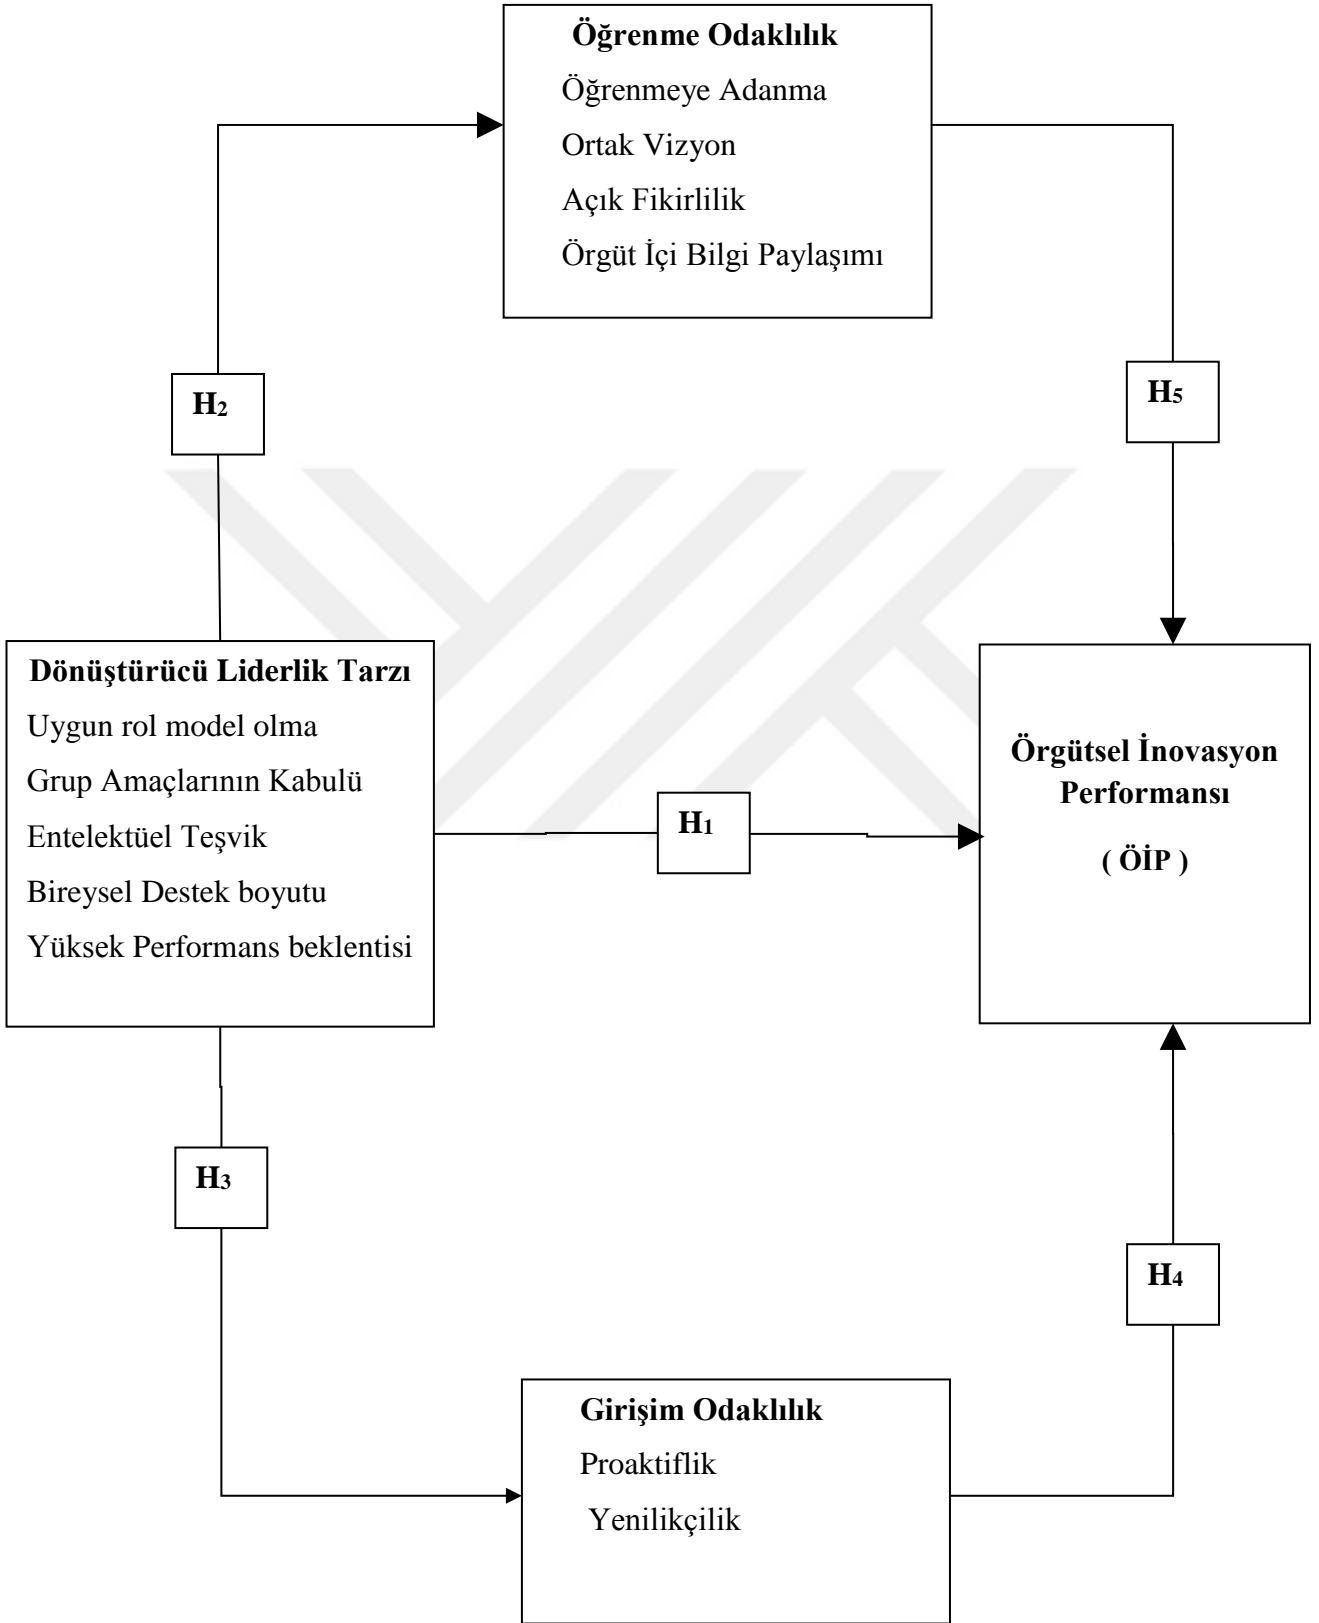 Öğrenme Odaklılık
Öğrenmeye Adanma
Ortak Vizyon
Açık Fikirlilik
Örgüt İçi Bilgi Paylaşımı
H2
H5
Dönüştürücü Liderlik Tarzı
Uygun rol model olma
Grup Amaçlarının Kabulü
Entelektüel Teşvik
Bireysel Destek boyutu
Yüksek Performans beklentisi
H1
Örgütsel İnovasyon
Performansı
( ÖİP )
H3
H4
Girişim Odaklılık
Proaktiflik
Yenilikçilik